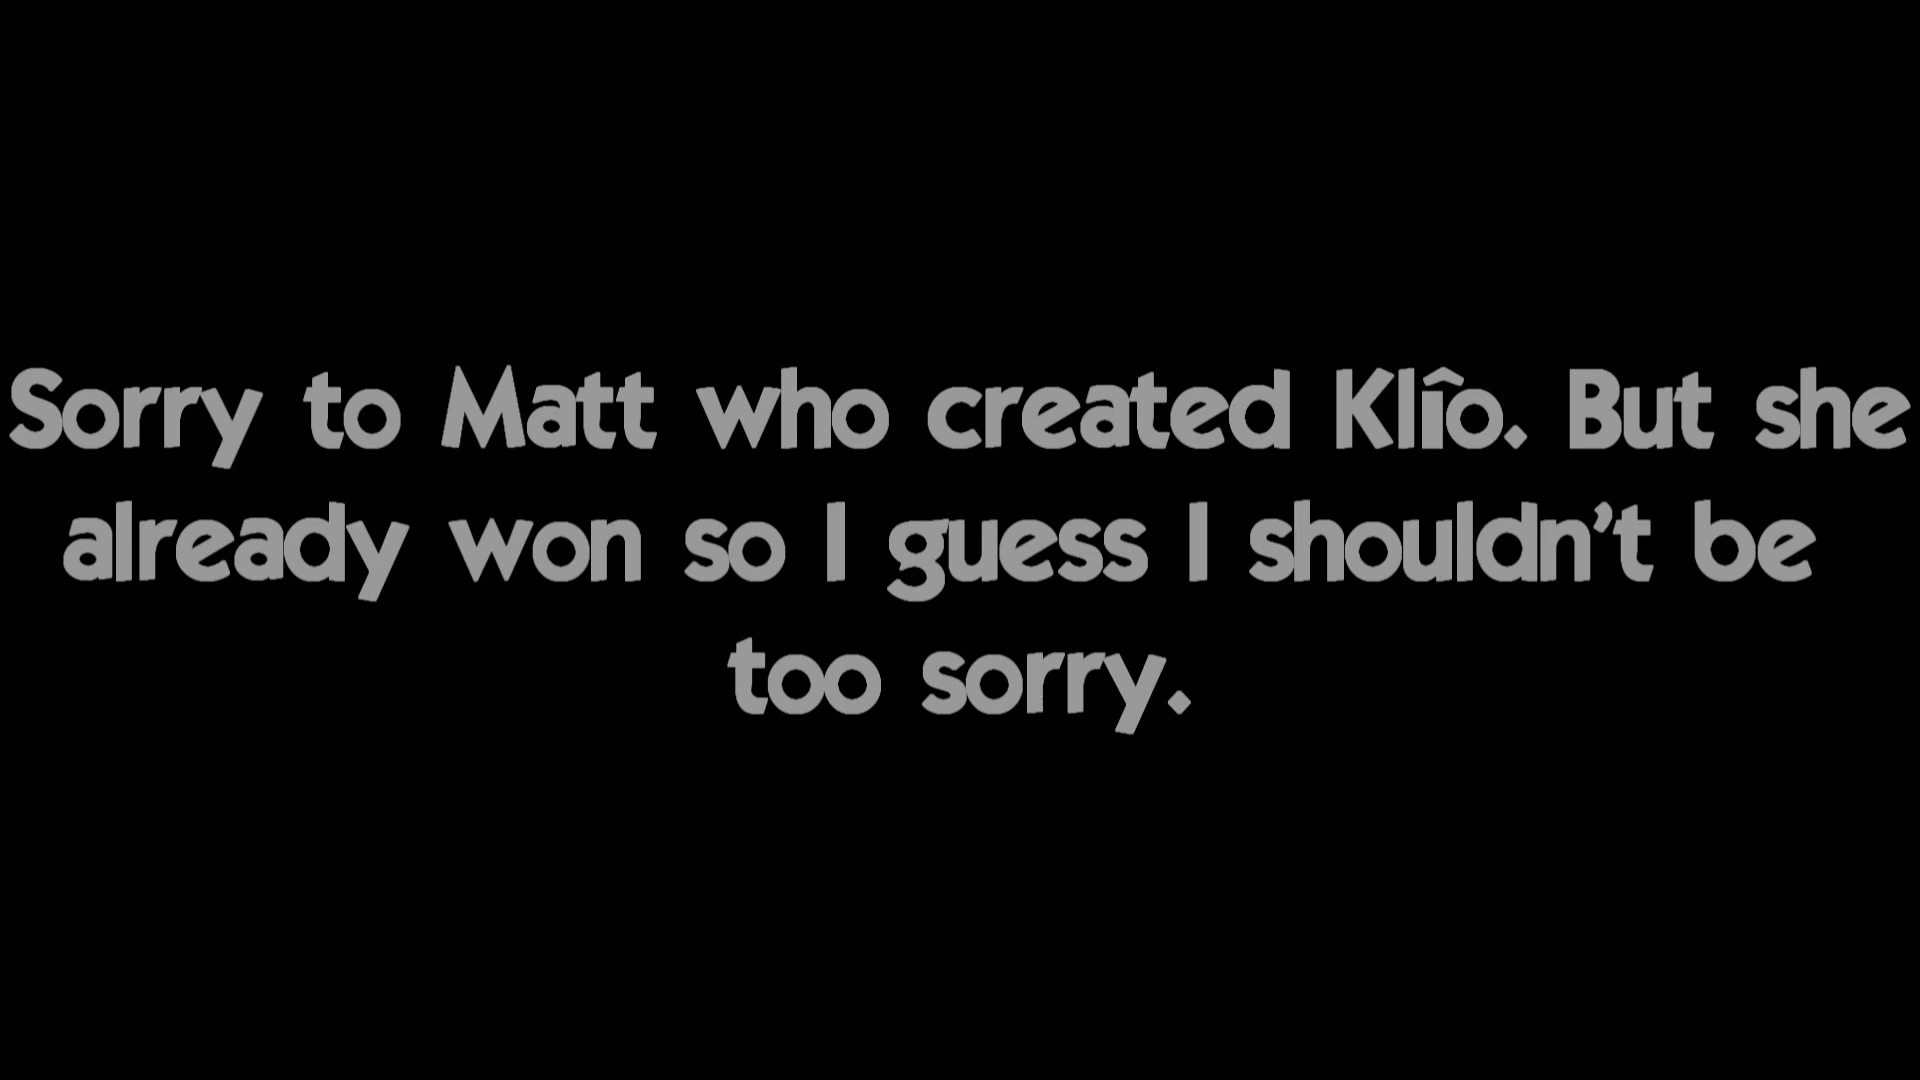 Sorry to Matt who created Klîo. But she
already won so I guess I shouldn't be
too sorry.